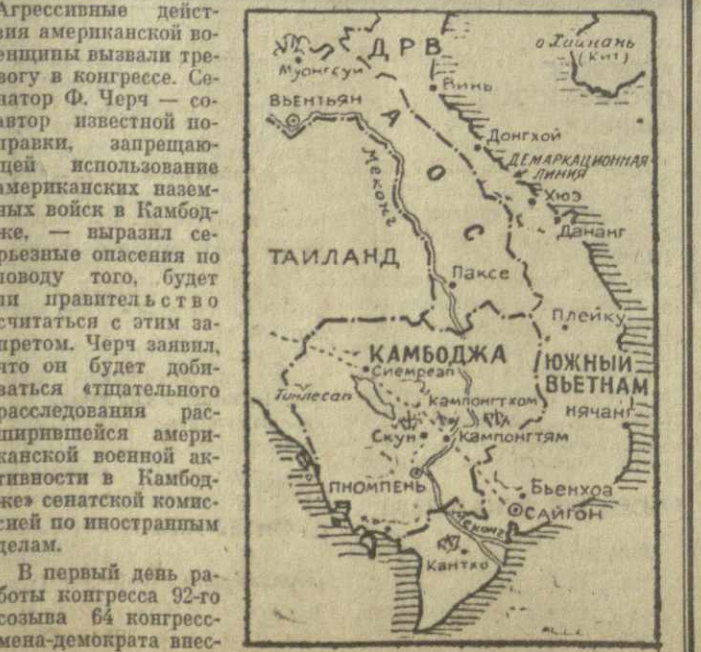 Агрессивные дейст-
вия американской во-
енщины вызвали тре-
вогу в конгрессе. Се-
натор Ф. Черч — со-
автор известной по-
правки, запрещаю-
щей использование
американских назем-
ных войск в Камбод-
же, — выразил се-
рьезные опасения по
поводу того, будет
ли правительство
считаться с этим за-
претом. Черч заявил,
что он будет доби-
ваться «тщательного
расследования рас-
ширившейся амери-
канской военной ак-
тивности в Камбод-
же» сенатской комис-
сией по иностранным
делам.
В первый день ра-
боты конгресса 92-го
созыва 64 конгресс-
мена-демократа внес-
ДРВ
о. Хайнань
(Кит)
Муонгсуи
Винь
ВЬЕНТЬЯН
ЛАОС
Донгхой
ДЕМАРКАЦИОННАЯ
ЛИНИЯ
Меконг
Хюэ
Дананг
ТАИЛАНД
Паксе
Плейку
КАМБОДЖА
ЮЖНЫЙ
ВЬЕТНАМ
Сиемреап
Тонлесап
Кампонгтхом
НЯЧАНГ
Скун
Кампонгтям
ПНОМПЕНЬ
Бьенхоа
САЙГОН
Меконг
Кантхо